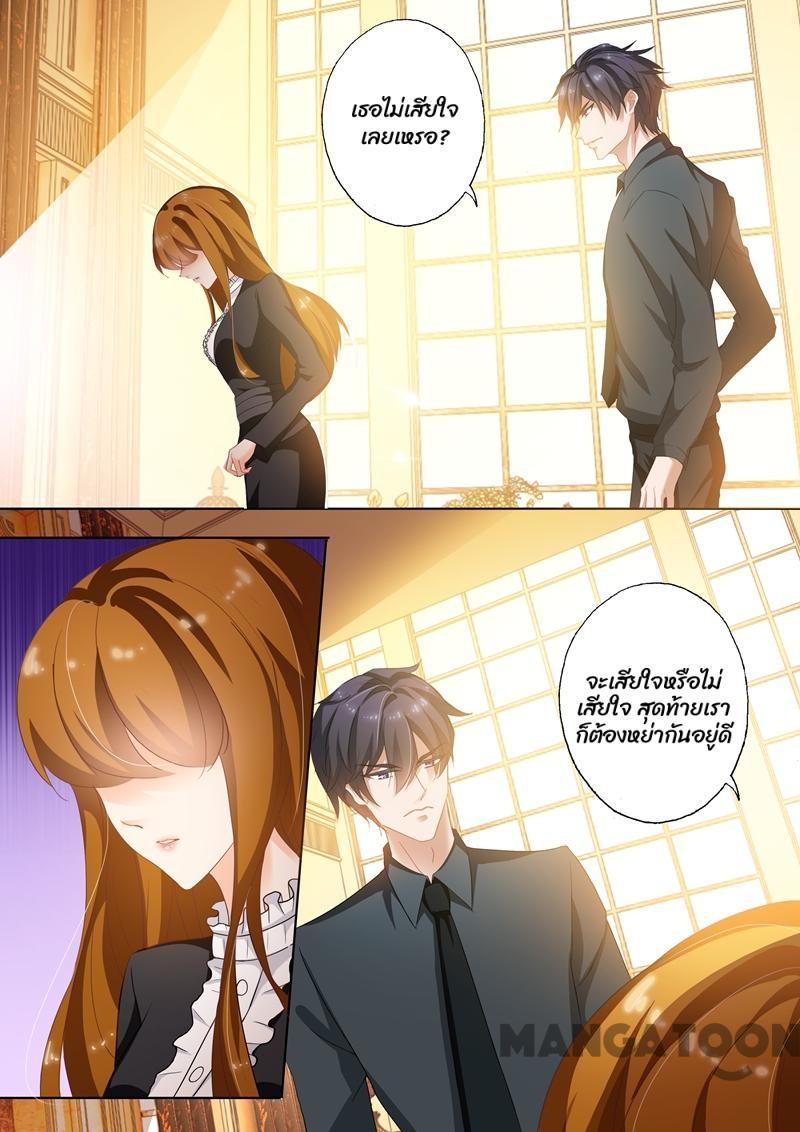 เธอไม่เสียใจ
เลยเหรอ?
จะเสียใจหรือไม่
เสียใจ สุดท้ายเรา
ก็ต้องหย่ากันอยู่ดี
MANGATOON